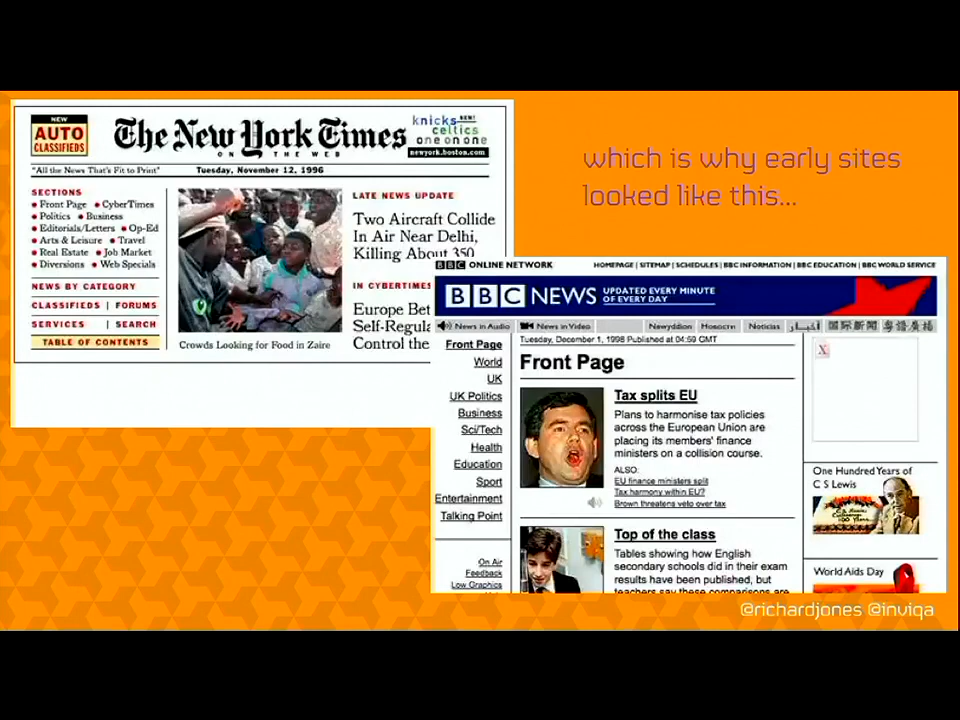 which is why early sites
looked like this...
NEW
AUTO
CLASSIFIEDS
The New York Times
ON THE WEB
knicks NEW!
celtics
one on one
newyork.boston.com
"All the News That's Fit to Print"
Tuesday, November 12, 1996
SECTIONS
Front Page CyberTimes
Politics Business
Editorials/Letters Op-Ed
Arts & Leisure Travel
Real Estate Job Market
Diversions Web Specials
NEWS BY CATEGORY
CLASSIFIEDS | FORUMS
SERVICES | SEARCH
TABLE OF CONTENTS
Crowds Looking for Food in Zaire
LATE NEWS UPDATE
Two Aircraft Collide
In Air Near Delhi,
Killing About 350
IN CYBERTIMES
Europe Bet
Self-Regula
Control the
BBC ONLINE NETWORK
HOMEPAGE | SITEMAP | SCHEDULES | BBC INFORMATION | BBC EDUCATION | BBC WORLD SERVICE
BBC NEWS
UPDATED EVERY MINUTE
OF EVERY DAY
News in Audio News in Video Newyddion Новости Noticias
Tuesday, December 1, 1998 Published at 04:59 GMT
Front Page
World
UK
UK Politics
Business
Sci/Tech
Health
Education
Sport
Entertainment
Talking Point
On Air
Feedback
Low Graphics
Front Page
Tax splits EU
Plans to harmonise tax policies
across the European Union are
placing its members' finance
ministers on a collision course.
ALSO:
EU finance ministers split
Tax harmony within EU?
Brown threatens veto over tax
Top of the class
Tables showing how English
secondary schools did in their exam
results have been published, but
teachers say these comparisons are
One Hundred Years of
C S Lewis
World Aids Day
@richardjones @inviqa